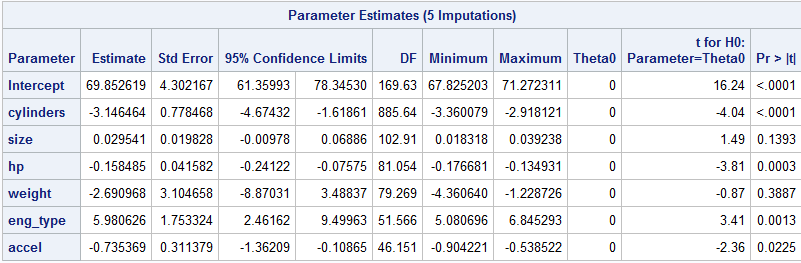 Parameter Estimates (5 Imputations)
t for H0:
Parameter Estimate Std Error 95% Confidence Limits DF Minimum Maximum Theta0 Parameter=Theta0 Pr > |t|
Intercept 69.852619 4.302167 61.35993 78.34530 169.63 67.825203 71.272311 0 16.24 <.0001
cylinders -3.146464 0.778468 -4.67432 -1.61861 885.64 -3.360079 -2.918121 0 -4.04 <.0001
size 0.029541 0.019828 -0.00978 0.06886 102.91 0.018318 0.039238 0 1.49 0.1393
hp -0.158485 0.041582 -0.24122 -0.07575 81.054 -0.176681 -0.134931 0 -3.81 0.0003
weight -2.690968 3.104658 -8.87031 3.48837 79.269 -4.360640 -1.228726 0 -0.87 0.3887
eng_type 5.980626 1.753324 2.46162 9.49963 51.566 5.080696 6.845293 0 3.41 0.0013
accel -0.735369 0.311379 -1.36209 -0.10865 46.151 -0.904221 -0.538522 0 -2.36 0.0225